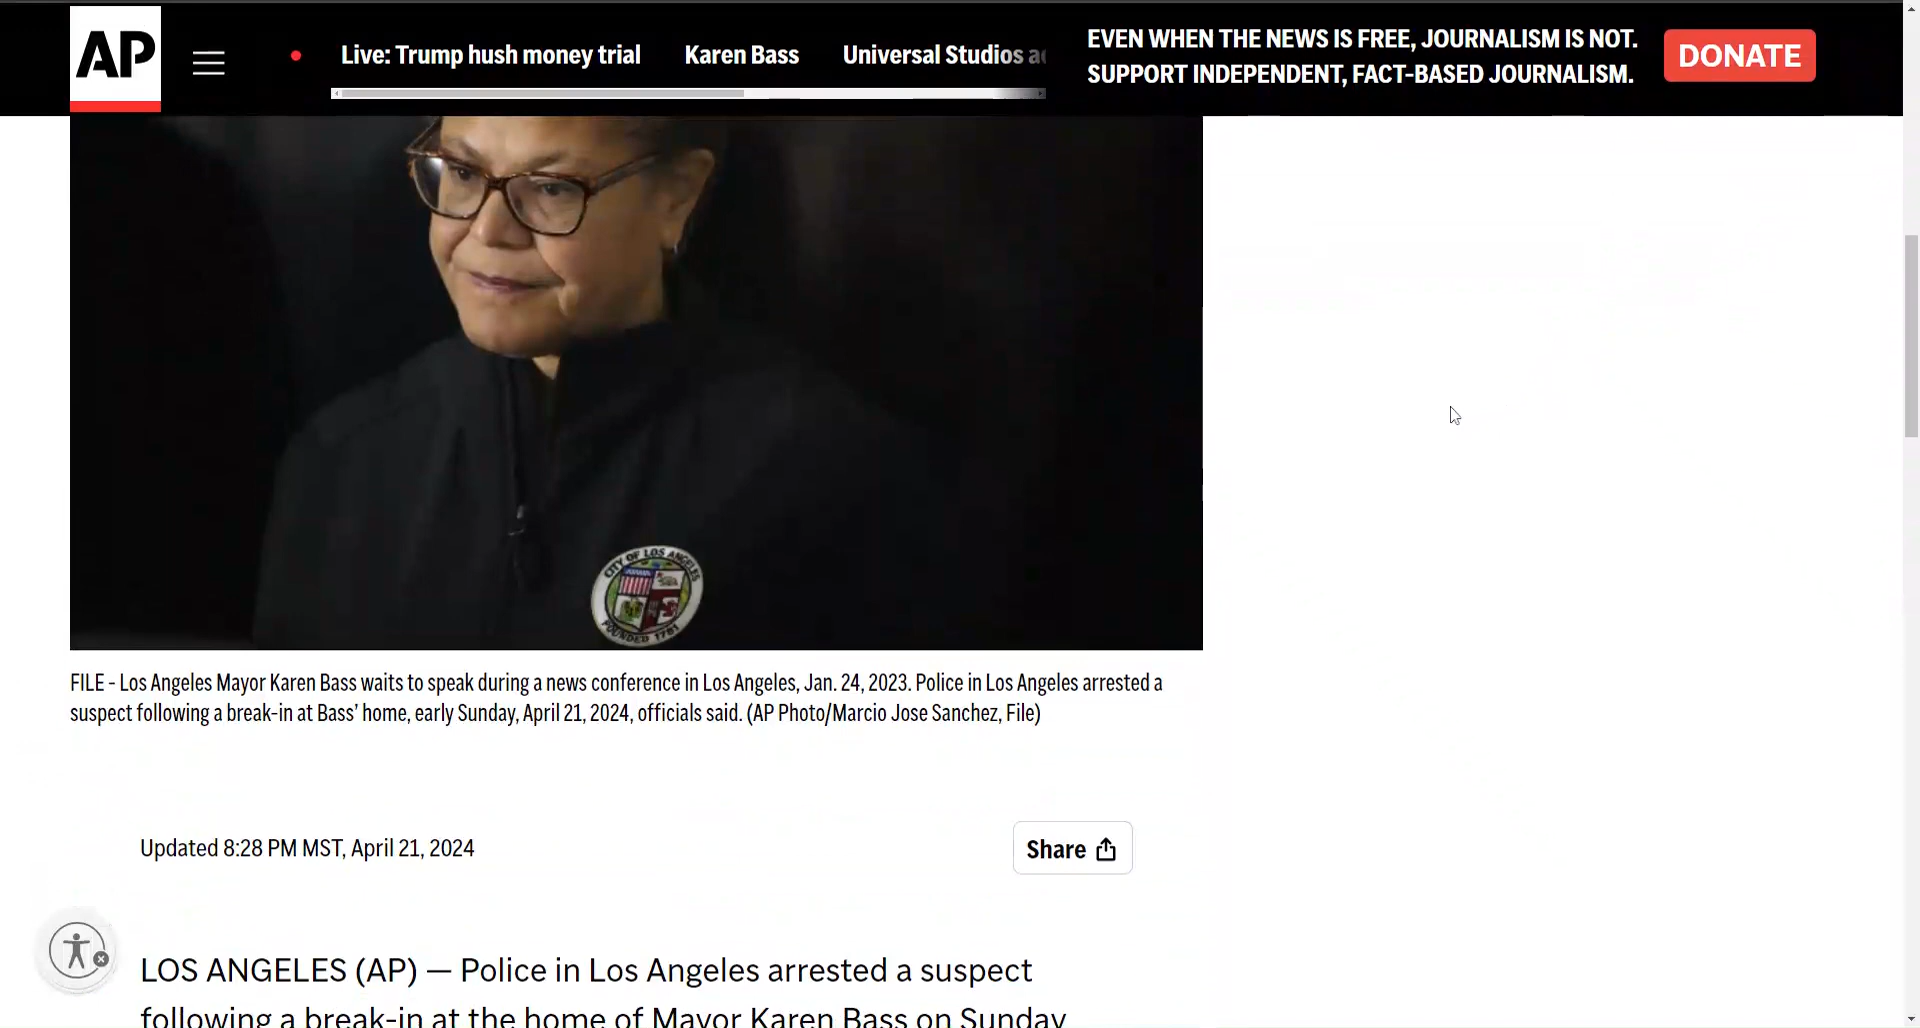 AP
Live: Trump hush money trial Karen Bass Universal Studios
EVEN WHEN THE NEWS IS FREE, JOURNALISM IS NOT.
SUPPORT INDEPENDENT, FACT-BASED JOURNALISM.
DONATE
CITY OF LOS ANGELES
FOUNDED 1781
FILE - Los Angeles Mayor Karen Bass waits to speak during a news conference in Los Angeles, Jan. 24, 2023. Police in Los Angeles arrested a
suspect following a break-in at Bass’ home, early Sunday, April 21, 2024, officials said. (AP Photo/Marcio Jose Sanchez, File)
Updated 8:28 PM MST, April 21, 2024
Share
LOS ANGELES (AP) — Police in Los Angeles arrested a suspect
following a break-in at the home of Mayor Karen Bass on Sunday